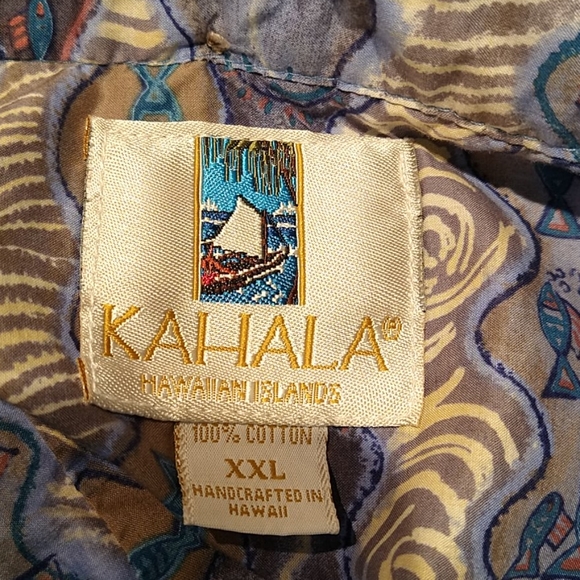 KAHALA®
HAWAIIAN ISLANDS
100% COTTON
XXL
HANDCRAFTED IN
HAWAII